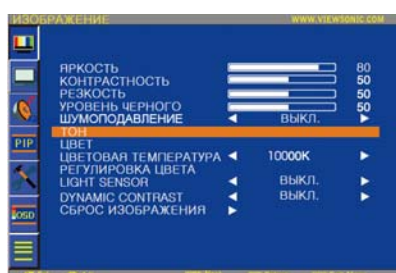 ИЗОБРАЖЕНИЕ WWW.VIEWSONIC.COM
ЯРКОСТЬ 80
КОНТРАСТНОСТЬ 50
РЕЗКОСТЬ 50
УРОВЕНЬ ЧЕРНОГО 50
ШУМОПОДАВЛЕНИЕ ВЫКЛ.
ТОН
ЦВЕТ
PIP
ЦВЕТОВАЯ ТЕМПЕРАТУРА 10000K
РЕГУЛИРОВКА ЦВЕТА
LIGHT SENSOR ВЫКЛ.
DYNAMIC CONTRAST ВЫКЛ.
СБРОС ИЗОБРАЖЕНИЯ
OSD